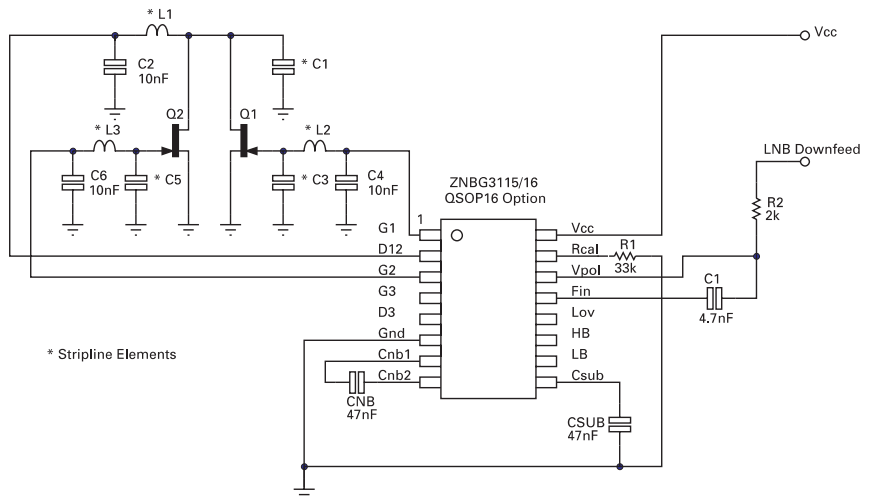 * L1
Vcc
C2
10nF
* C1
Q2
Q1
LNB Downfeed
* L3
* L2
R2
2k
C6
10nF
* C5
* C3
C4
10nF
ZNBG3115/16
QSOP16 Option
1
G1
D12
G2
G3
D3
Gnd
Cnb1
Cnb2
Vcc
Rcal
Vpol
Fin
Lov
HB
LB
Csub
R1
33k
C1
4.7nF
* Stripline Elements
CNB
47nF
CSUB
47nF